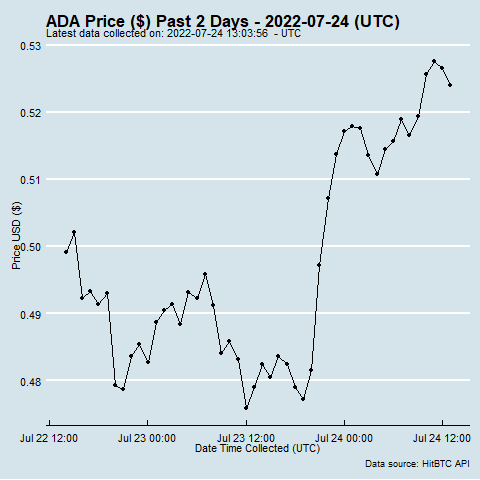 ADA Price ($) Past 2 Days - 2022-07-24 (UTC)
Latest data collected on: 2022-07-24 13:03:56 - UTC
0.53
0.52
0.51
0.50
0.49
0.48
Price USD ($)
Jul 22 12:00
Jul 23 00:00
Jul 23 12:00
Jul 24 00:00
Jul 24 12:00
Date Time Collected (UTC)
Data source: HitBTC API